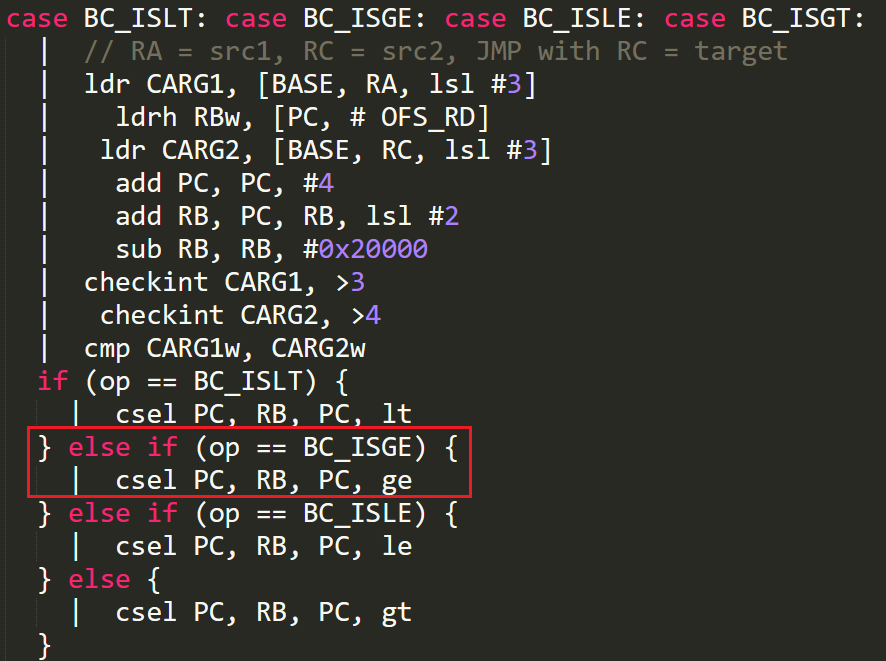 case BC_ISLT: case BC_ISGE: case BC_ISLE: case BC_ISGT:
  |  // RA = src1, RC = src2, JMP with RC = target
  |  ldr CARG1, [BASE, RA, lsl #3]
  |    ldrh RBw, [PC, # OFS_RD]
  |   ldr CARG2, [BASE, RC, lsl #3]
  |    add PC, PC, #4
  |    add RB, PC, RB, lsl #2
  |    sub RB, RB, #0x20000
  |  checkint CARG1, >3
  |   checkint CARG2, >4
  |  cmp CARG1w, CARG2w
  if (op == BC_ISLT) {
    |  csel PC, RB, PC, lt
  } else if (op == BC_ISGE) {
    |  csel PC, RB, PC, ge
  } else if (op == BC_ISLE) {
    |  csel PC, RB, PC, le
  } else {
    |  csel PC, RB, PC, gt
  }